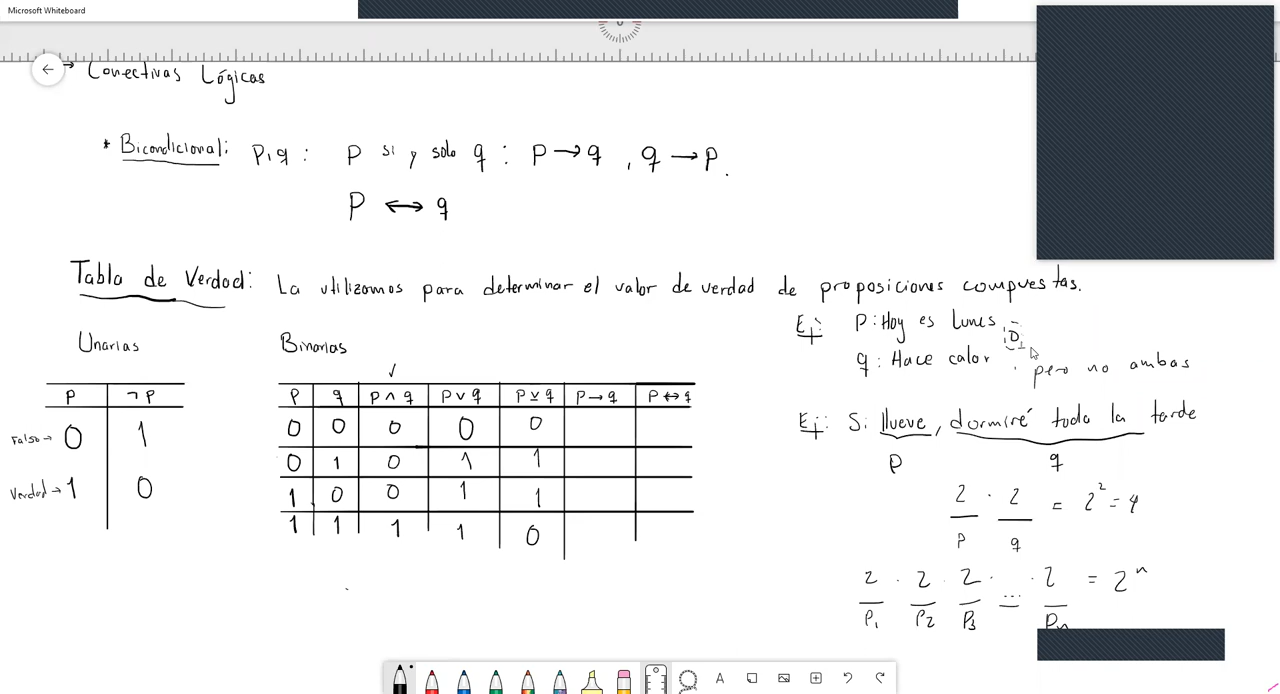 Microsoft Whiteboard
→ Conectivas Lógicas
* Bicondicional: p,q : p si y solo q : p → q , q → p.
p ↔ q
Tabla de Verdad: La utilizamos para determinar el valor de verdad de proposiciones compuestas.
Unarias
p ¬p
Falso → 0 1
Verdad → 1 0
Binarias
✓
p q p ∧ q p ∨ q p ⊻ q p → q p ↔ q
0 0 0 0 0
0 1 0 1 1
1 0 0 1 1
1 1 1 1 0
Ej: p: Hoy es lunes
q: Hace calor. pero no ambas
Ej: Si llueve, dormiré toda la tarde
p q
2 · 2 = 2² = 4
p q
2 · 2 · 2 · ... · 2 = 2ⁿ
P₁ P₂ P₃ Pₙ
A